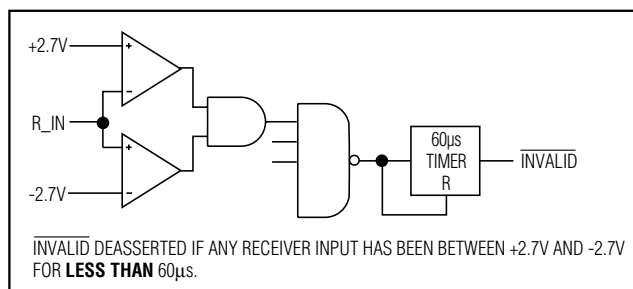 +2.7V
R_IN
-2.7V
+
-
+
-
60µs
TIMER
R
INVALID
INVALID DEASSERTED IF ANY RECEIVER INPUT HAS BEEN BETWEEN +2.7V AND -2.7V
FOR LESS THAN 60µs.